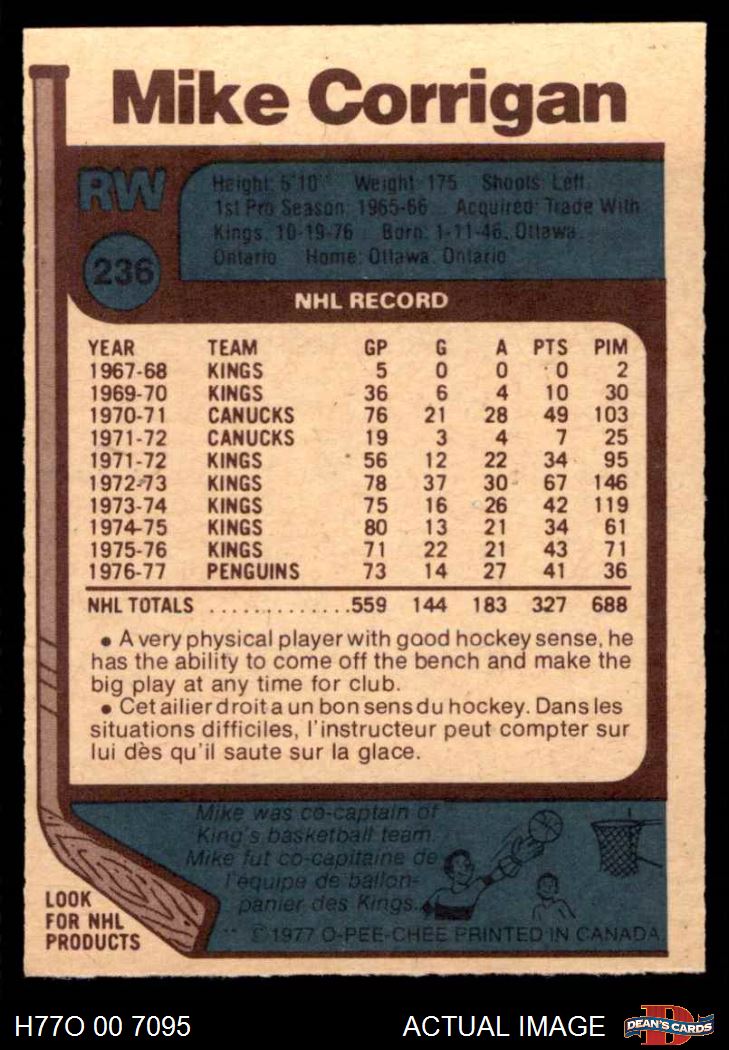 Mike Corrigan
RW
Height: 5'10" Weight: 175 Shoots: Left
1st Pro Season: 1965-66 Acquired: Trade With
Kings, 10-19-76 Born: 1-11-46, Ottawa,
Ontario Home: Ottawa, Ontario
236
NHL RECORD
YEAR TEAM GP G A PTS PIM
1967-68 KINGS 5 0 0 0 2
1969-70 KINGS 36 6 4 10 30
1970-71 CANUCKS 76 21 28 49 103
1971-72 CANUCKS 19 3 4 7 25
1971-72 KINGS 56 12 22 34 95
1972-73 KINGS 78 37 30 67 146
1973-74 KINGS 75 16 26 42 119
1974-75 KINGS 80 13 21 34 61
1975-76 KINGS 71 22 21 43 71
1976-77 PENGUINS 73 14 27 41 36
NHL TOTALS .............559 144 183 327 688
• A very physical player with good hockey sense, he
has the ability to come off the bench and make the
big play at any time for club.
• Cet ailier droit a un bon sens du hockey. Dans les
situations difficiles, l'instructeur peut compter sur
lui dès qu'il saute sur la glace.
Mike was co-captain of
King's basketball team.
Mike fut co-capitaine de
l'équipe de ballon-
panier des Kings.
LOOK
FOR NHL
PRODUCTS
** © 1977 O-PEE-CHEE PRINTED IN CANADA
H77O 00 7095
ACTUAL IMAGE
D
DEAN'S CARDS